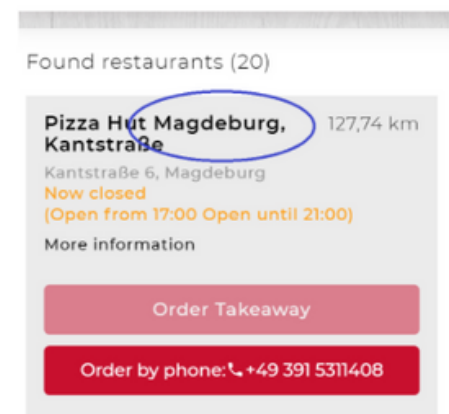 Found restaurants (20)
Pizza Hut Magdeburg, 127,74 km
Kantstraße
Kantstraße 6, Magdeburg
Now closed
(Open from 17:00 Open until 21:00)
More information
Order Takeaway
Order by phone: +49 391 5311408